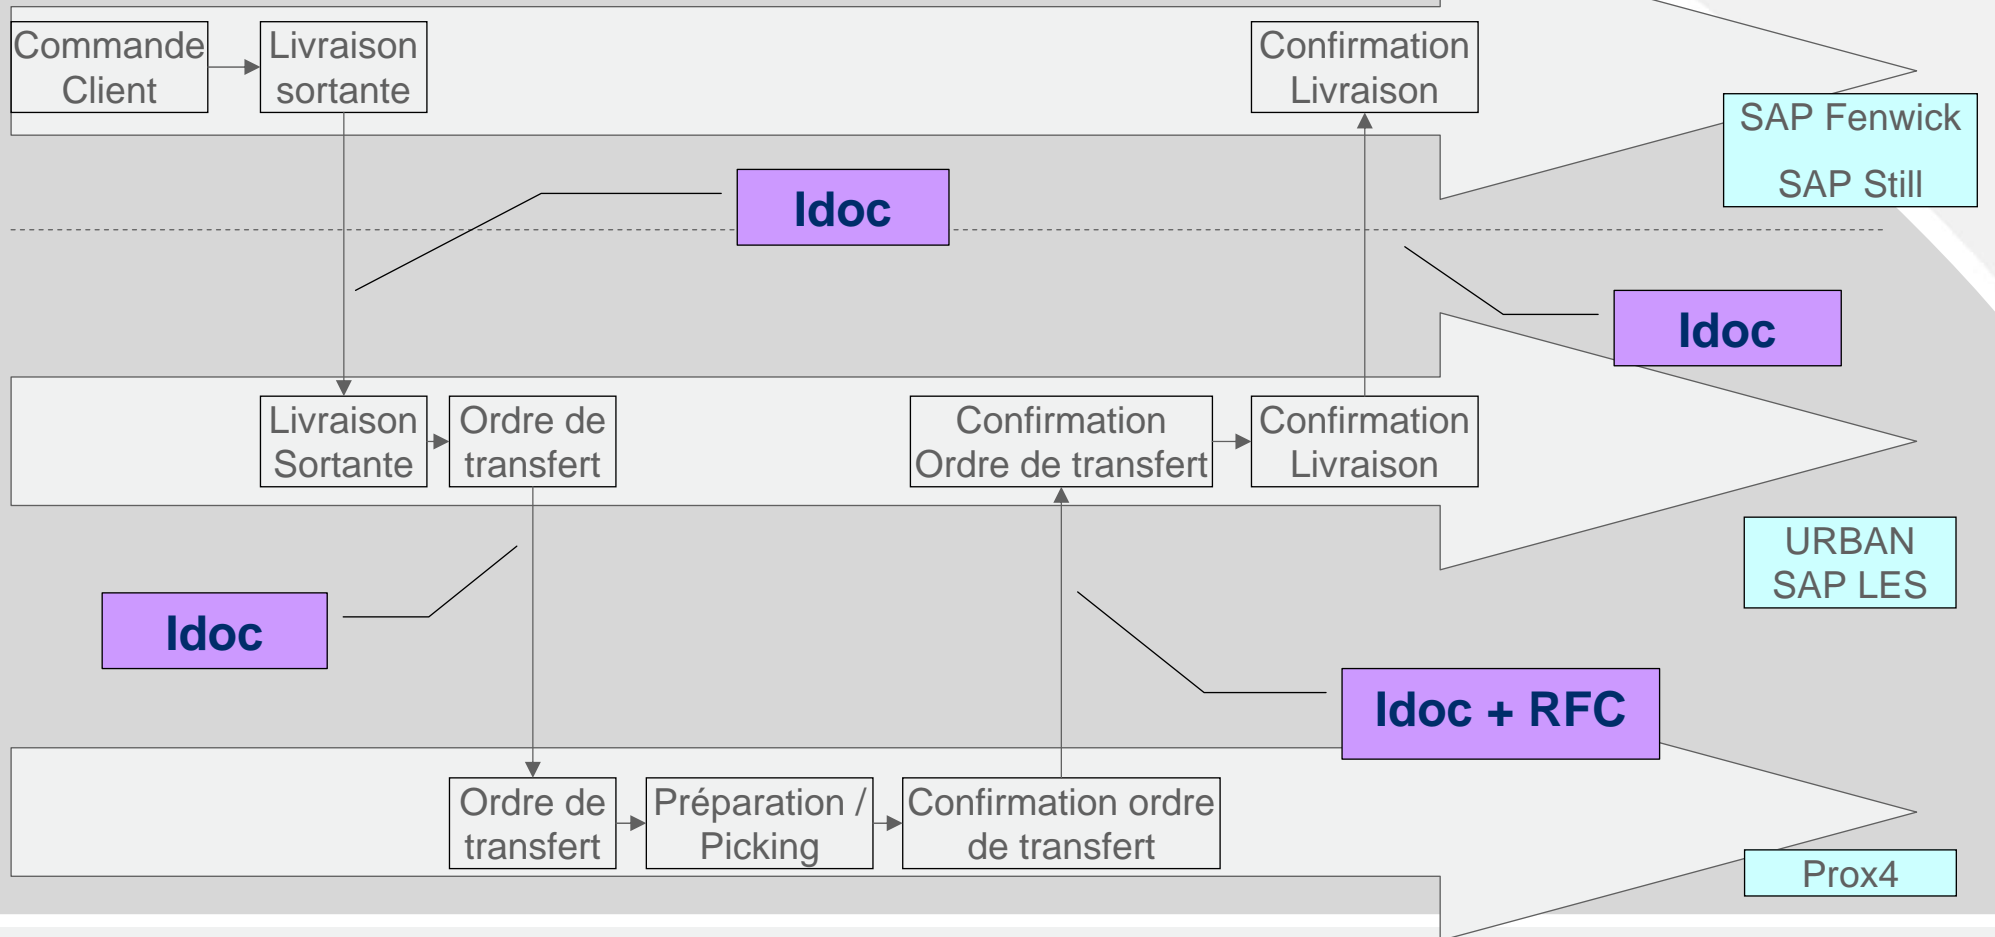 Commande
Client
Livraison
sortante
Confirmation
Livraison
SAP Fenwick
SAP Still
Idoc
Idoc
Livraison
Sortante
Ordre de
transfert
Confirmation
Ordre de transfert
Confirmation
Livraison
URBAN
SAP LES
Idoc
Idoc + RFC
Ordre de
transfert
Préparation /
Picking
Confirmation ordre
de transfert
Prox4